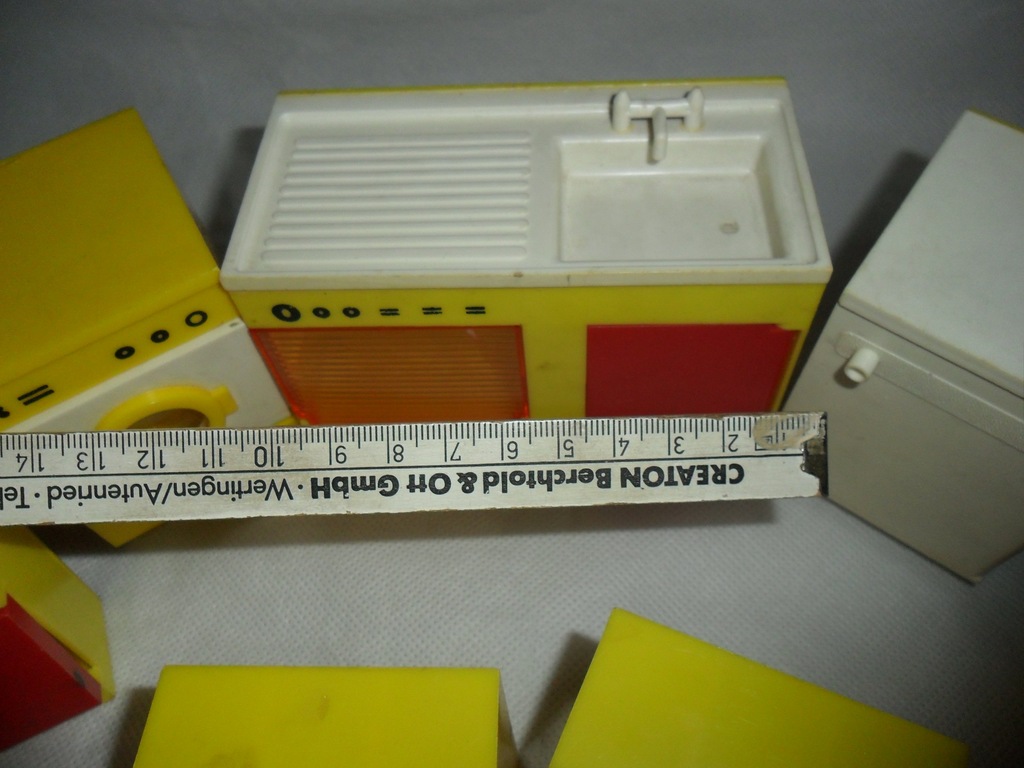 14 13 12 11 10 9 8 7 6 5 4 3 2
CREATON Berchtold & Ott GmbH · Wertingen/Autenried · Tel